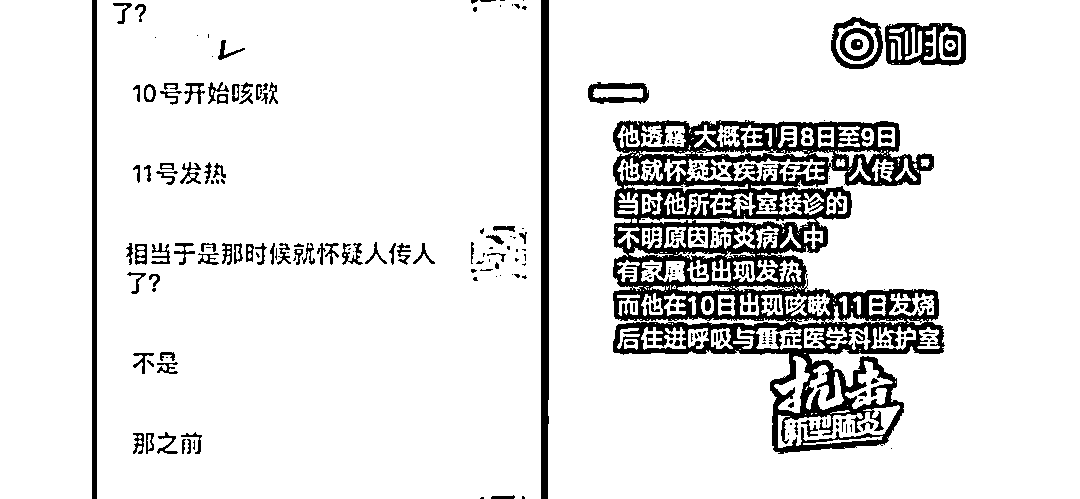 了?
10号开始咳嗽
11号发热
相当于是那时候就怀疑人传人
了?
不是
那之前
秒拍
他透露 大概在1月8日至9日
他就怀疑这疾病存在 "人传人"
当时他所在科室接诊的
不明原因肺炎病人中
有家属也出现发热
而他在10日出现咳嗽 11日发烧
后住进呼吸与重症医学科监护室
抗击
新型肺炎